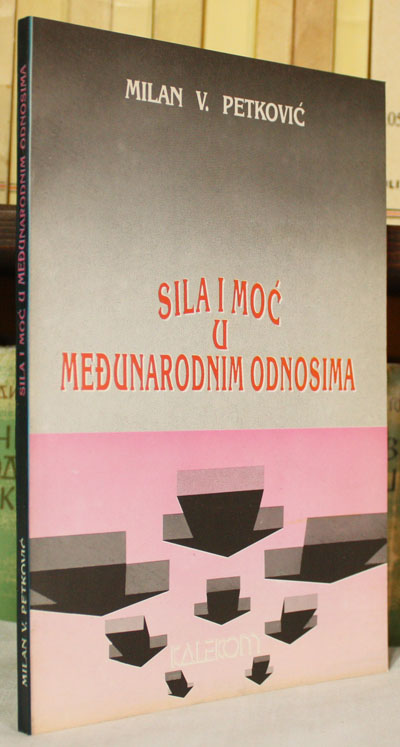 MILAN V. PETKOVIĆ
SILA I MOĆ
U
MEĐUNARODNIM ODNOSIMA
KALEKOM
MILAN V. PETKOVIĆ
SILA I MOĆ U MEĐUNARODNIM ODNOSIMA